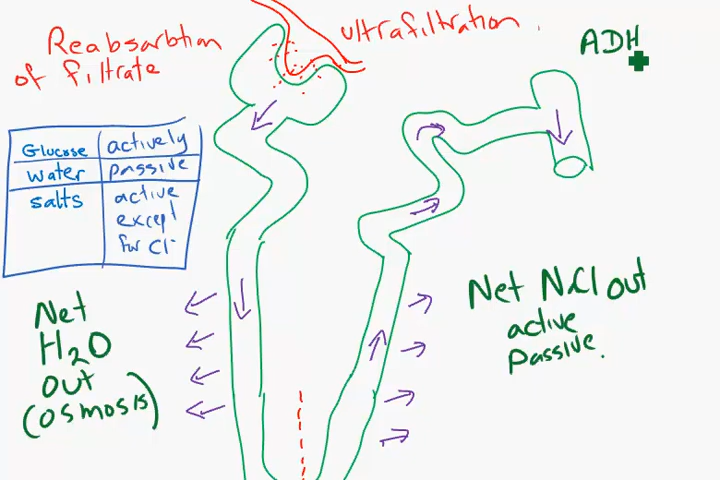 Reabsorbtion
of filtrate
ultrafiltration.
ADH
Glucose actively
water passive
salts active
except
for Cl⁻
Net
H₂O
out
(osmosis)
Net NaCl out
active
passive.